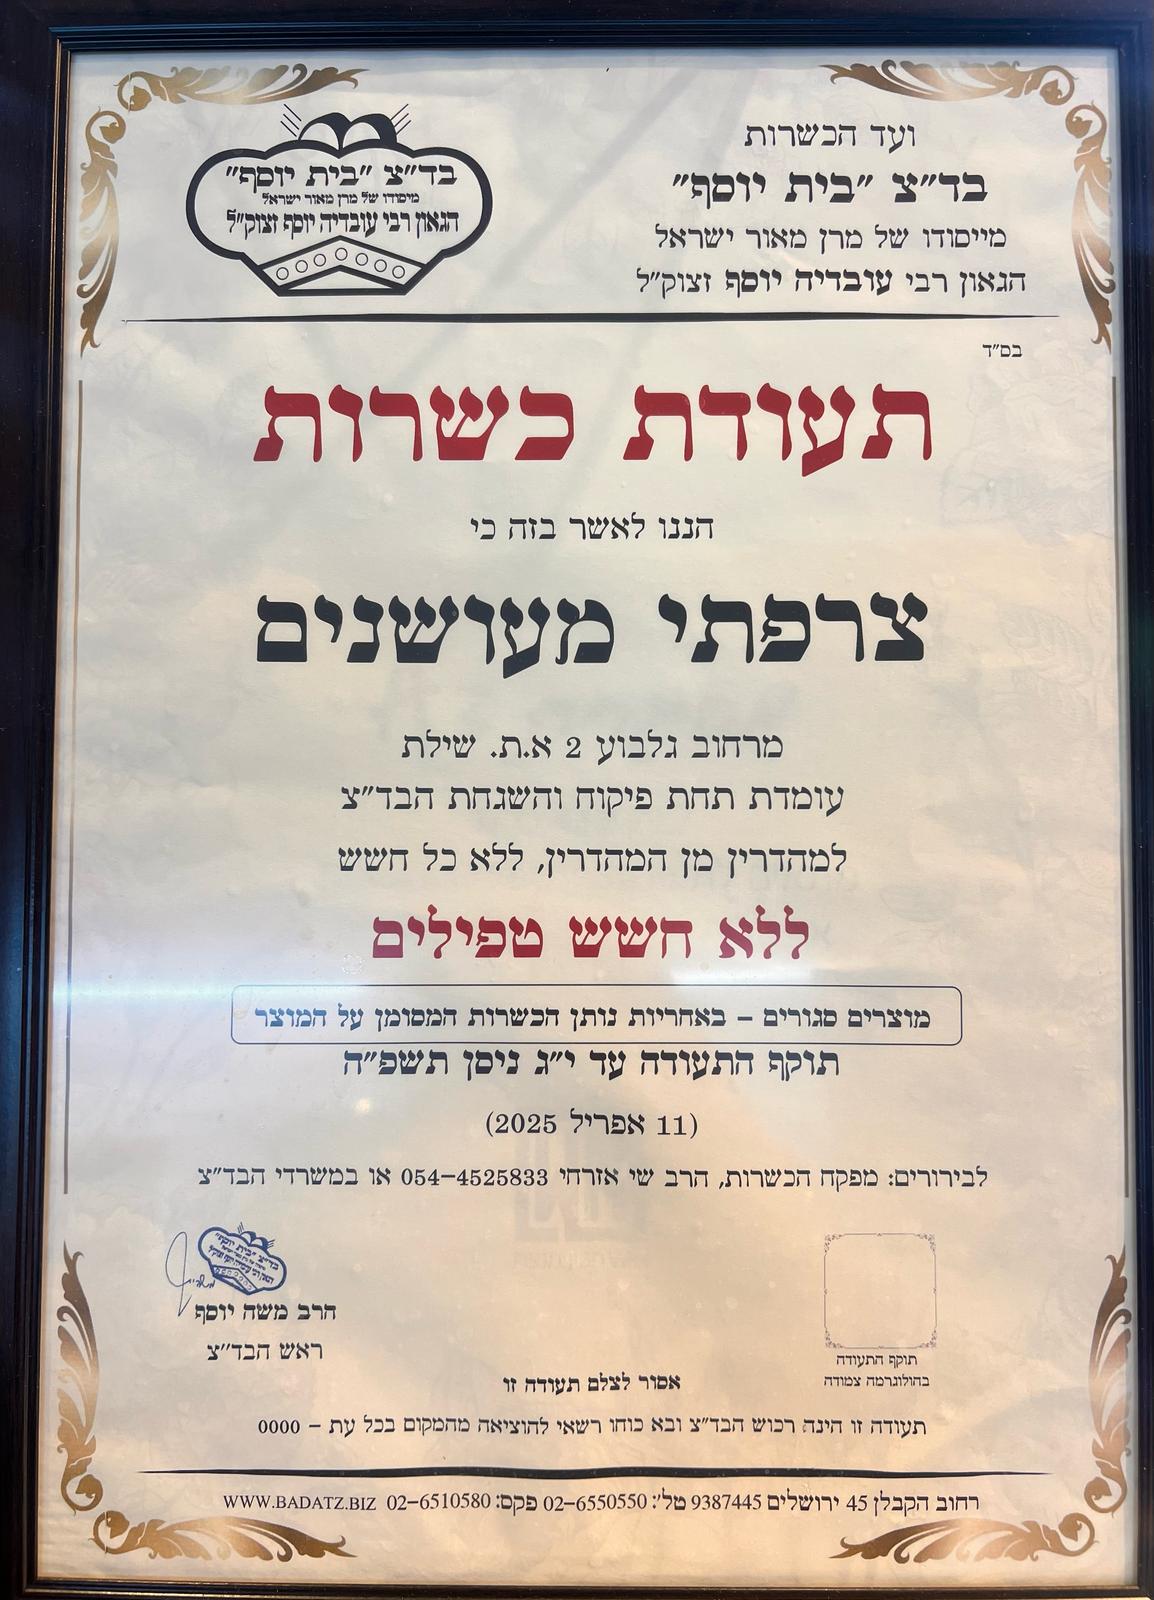 ועד הכשרות
בד"צ "בית יוסף"
מייסודו של מרן מאור ישראל
הגאון רבי עובדיה יוסף זצוק"ל
בד"צ "בית יוסף"
מיסודו של מרן מאור ישראל
הגאון רבי עובדיה יוסף זצוק"ל
בס"ד
תעודת כשרות
הננו לאשר בזה כי
צרפתי מעושנים
מרחוב גלבוע 2 א.ת. שילת
עומדת תחת פיקוח והשגחת הבד"צ
למהדרין מן המהדרין, ללא כל חשש
ללא חשש טפילים
מוצרים סגורים – באחריות נותן הכשרות המסומן על המוצר
תוקף התעודה עד י"ג ניסן תשפ"ה
(11 אפריל 2025)
לבירורים: מפקח הכשרות, הרב שי אזרחי 054-4525833 או במשרדי הבד"צ
בד"צ "בית יוסף"
הרב משה יוסף
ראש הבד"צ
תוקף התעודה
בהולוגרמה צמודה
אסור לצלם תעודה זו
תעודה זו הינה רכוש הבד"צ ובא כוחו רשאי להוציאה מהמקום בכל עת – 0000
רחוב הקבלן 45 ירושלים 9387445 טל': 02-6550550 פקס: 02-6510580 WWW.BADATZ.BIZ